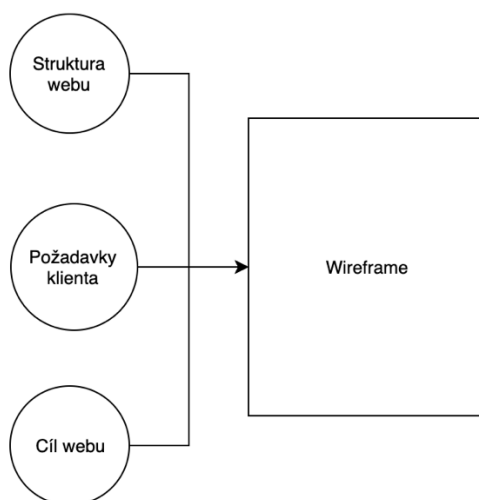 Struktura
webu
Požadavky
klienta
Wireframe
Cíl webu